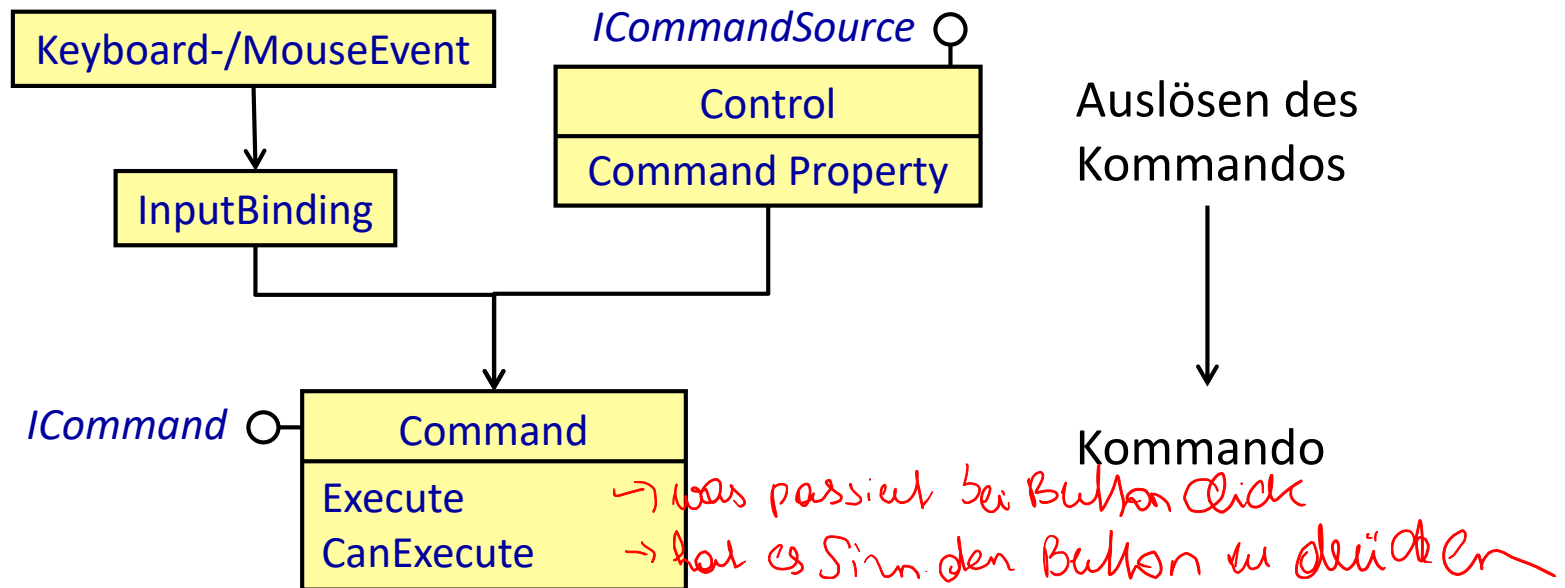 ICommandSource
Keyboard-/MouseEvent
Control
Command Property
InputBinding
Auslösen des
Kommandos
ICommand
Command
Execute
CanExecute
Kommando
-> was passiert bei Button Click
-> hat es Sinn den Button zu drücken